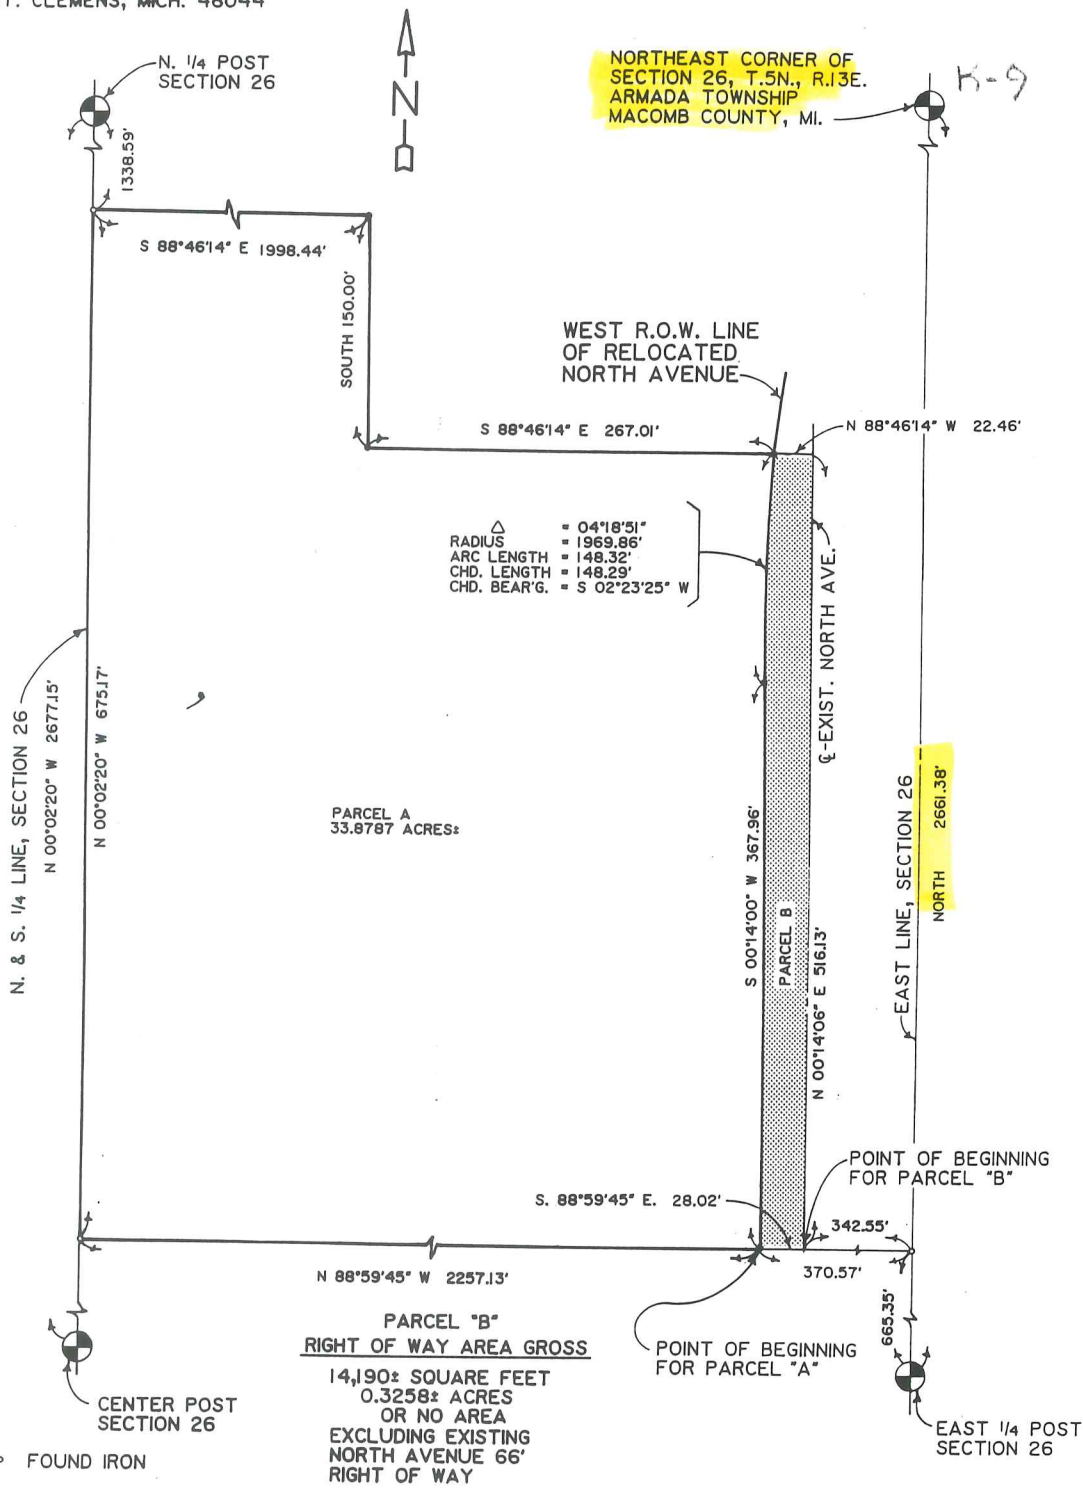 T. CLEMENS, MICH. 48044
N. 1/4 POST
SECTION 26
N
NORTHEAST CORNER OF
SECTION 26, T.5N., R.13E.
ARMADA TOWNSHIP
MACOMB COUNTY, MI.
K-9
1338.59'
S 88°46'14" E 1998.44'
SOUTH 150.00'
WEST R.O.W. LINE
OF RELOCATED
NORTH AVENUE
S 88°46'14" E 267.01'
N 88°46'14" W 22.46'
△ = 04°18'51"
RADIUS = 1969.86'
ARC LENGTH = 148.32'
CHD. LENGTH = 148.29'
CHD. BEAR'G. = S 02°23'25" W
℄-EXIST. NORTH AVE.
N. & S. 1/4 LINE, SECTION 26
N 00°02'20" W 2677.15'
N 00°02'20" W 675.17'
PARCEL A
33.8787 ACRES±
S 00°14'00" W 367.96'
PARCEL B
N 00°14'06" E 516.13'
EAST LINE, SECTION 26
NORTH 2661.38'
POINT OF BEGINNING
FOR PARCEL "B"
S. 88°59'45" E. 28.02'
342.55'
370.57'
N 88°59'45" W 2257.13'
665.35'
POINT OF BEGINNING
FOR PARCEL "A"
PARCEL "B"
RIGHT OF WAY AREA GROSS
14,190± SQUARE FEET
0.3258± ACRES
OR NO AREA
EXCLUDING EXISTING
NORTH AVENUE 66'
RIGHT OF WAY
CENTER POST
SECTION 26
EAST 1/4 POST
SECTION 26
FOUND IRON